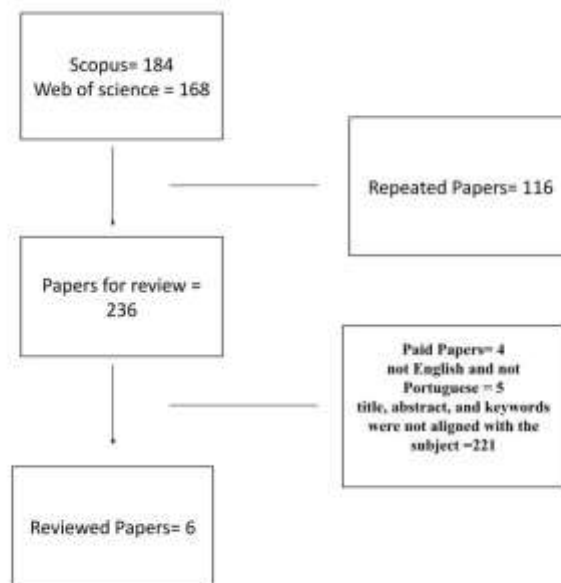 Scopus= 184
Web of science = 168
Repeated Papers= 116
Papers for review =
236
Paid Papers= 4
not English and not
Portuguese = 5
title, abstract, and keywords
were not aligned with the
subject =221
Reviewed Papers= 6